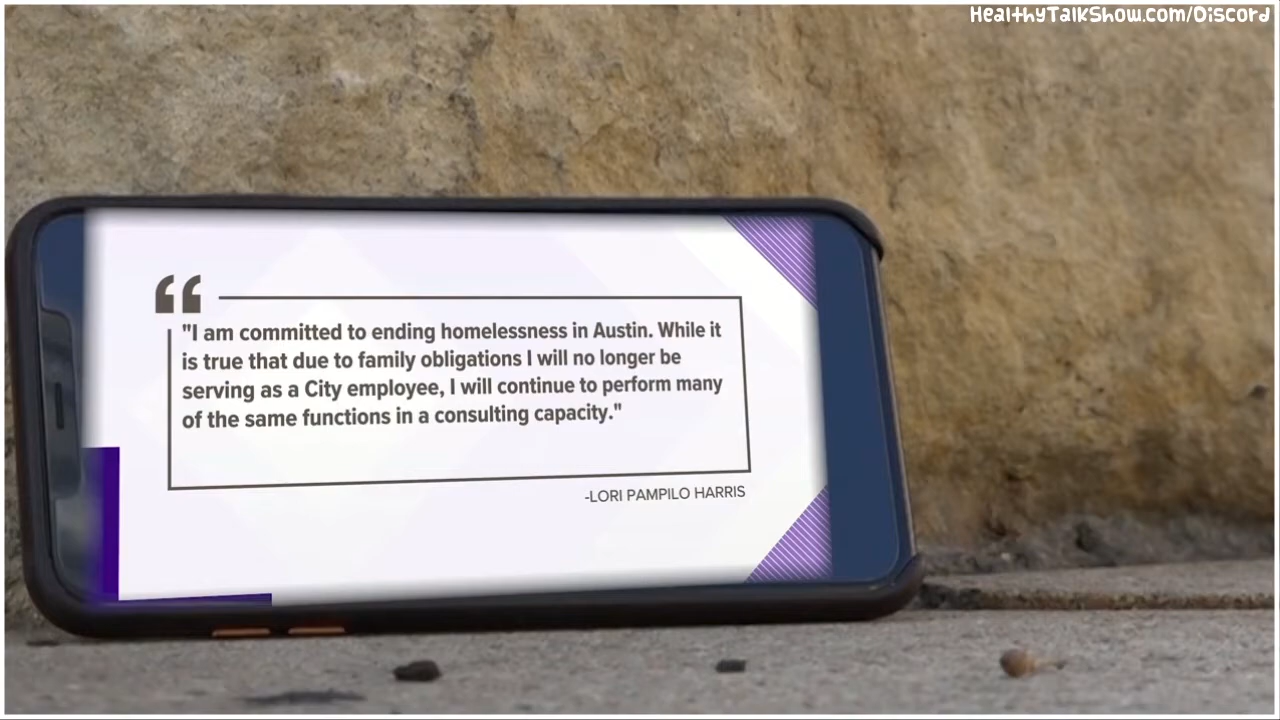 HealthyTalkShow.com/Discord
“
"I am committed to ending homelessness in Austin. While it
is true that due to family obligations I will no longer be
serving as a City employee, I will continue to perform many
of the same functions in a consulting capacity."
-LORI PAMPILO HARRIS